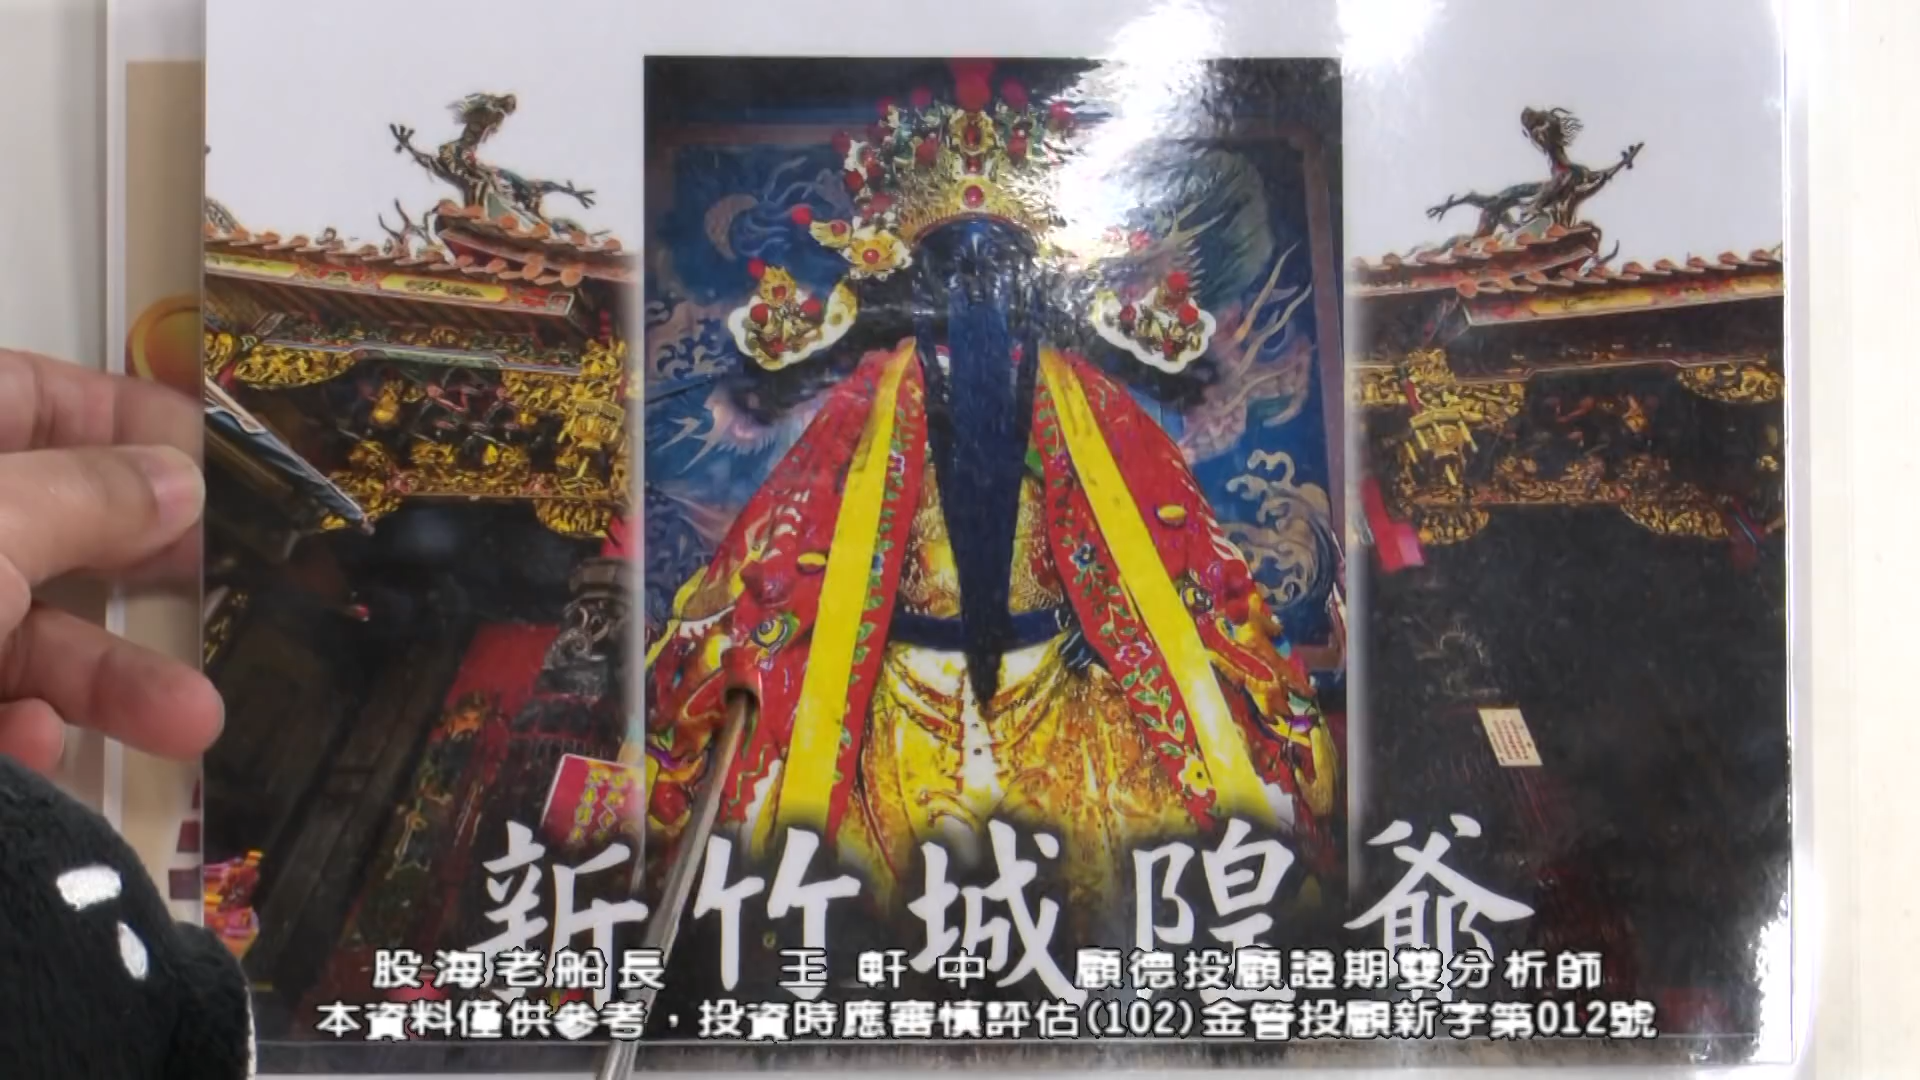 新竹城隍爺
股海老船長 王軒中 顧德投顧證期雙分析師
本資料僅供參考，投資時應審慎評估(102)金管投顧新字第012號